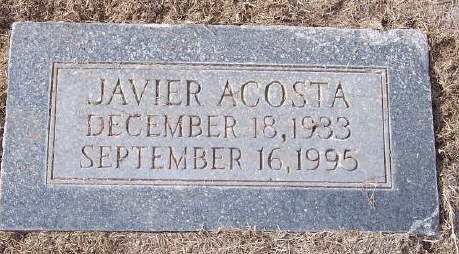 JAVIER ACOSTA
DECEMBER 18,1933
SEPTEMBER 16,1995